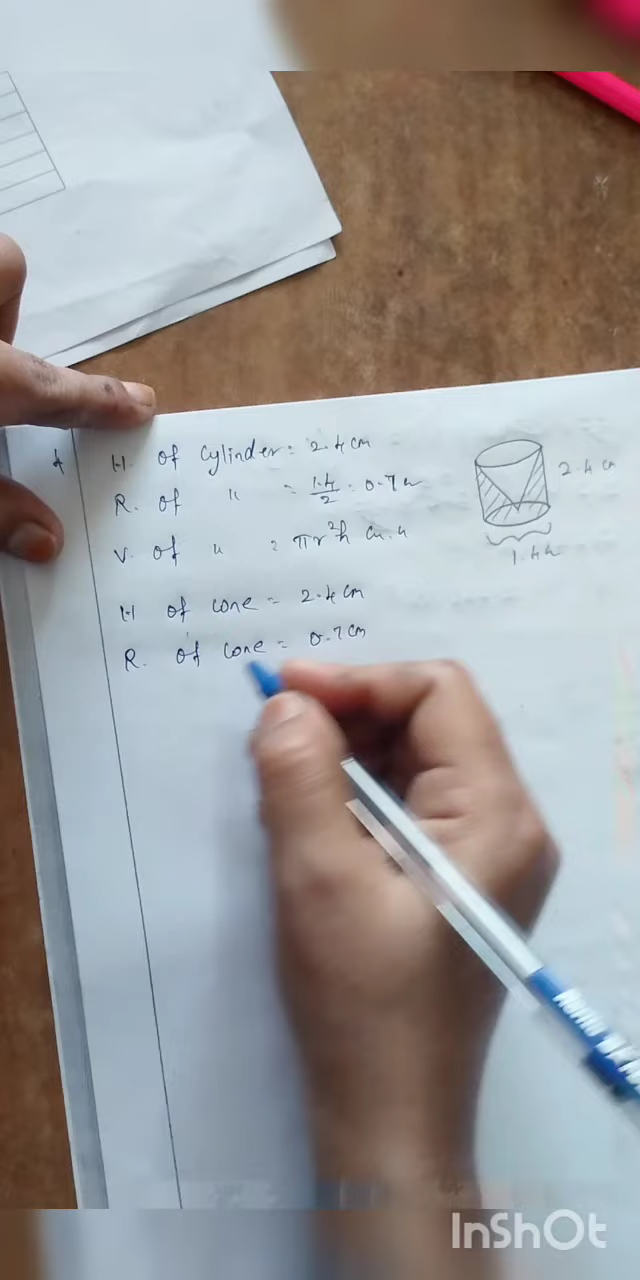 H. of Cylinder = 2.4 cm
R. of " = 1.4/2 = 0.7 cm
V. of " = πr²h cu.u
H of cone = 2.4 cm
R. of cone = 0.7 cm
2.4 cm
1.4 cm
InShOt